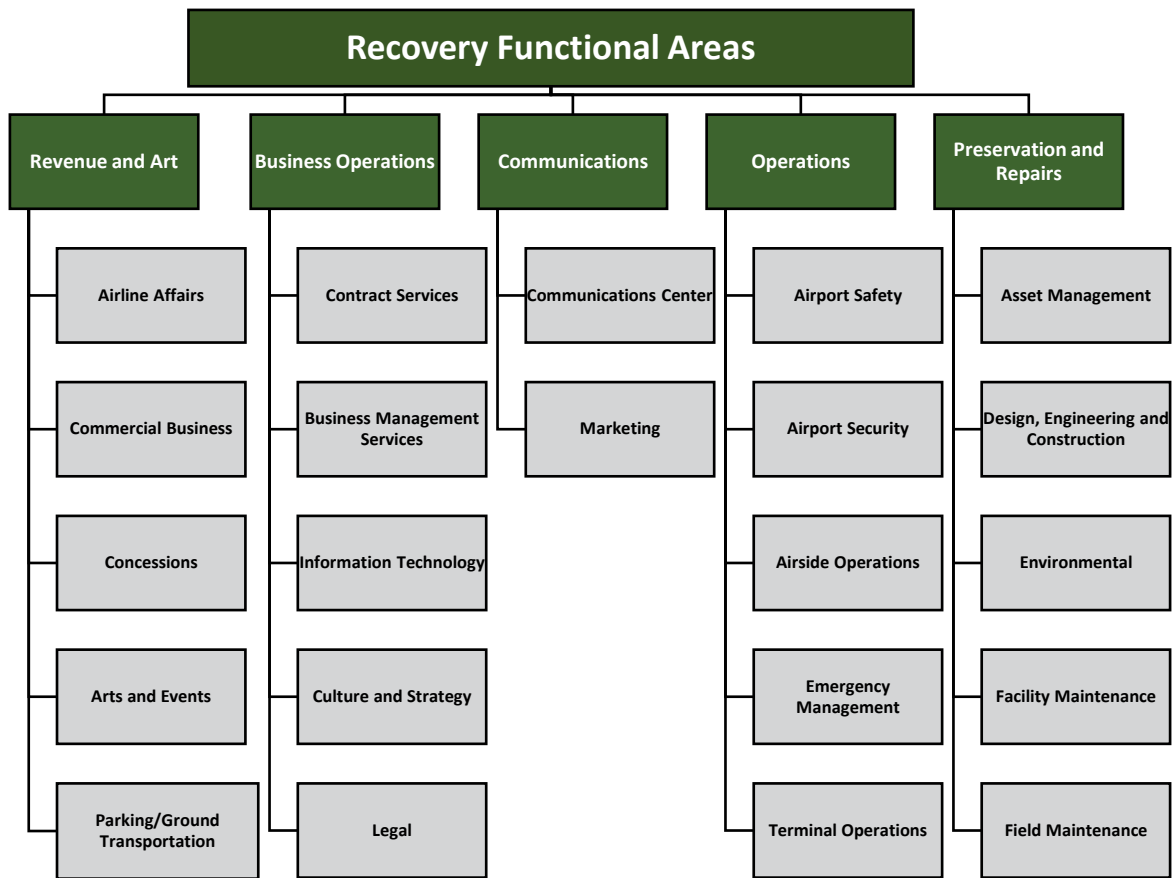 Recovery Functional Areas
Revenue and Art
Airline Affairs
Commercial Business
Concessions
Arts and Events
Parking/Ground
Transportation
Business Operations
Contract Services
Business Management
Services
Information Technology
Culture and Strategy
Legal
Communications
Communications Center
Marketing
Operations
Airport Safety
Airport Security
Airside Operations
Emergency
Management
Terminal Operations
Preservation and
Repairs
Asset Management
Design, Engineering and
Construction
Environmental
Facility Maintenance
Field Maintenance